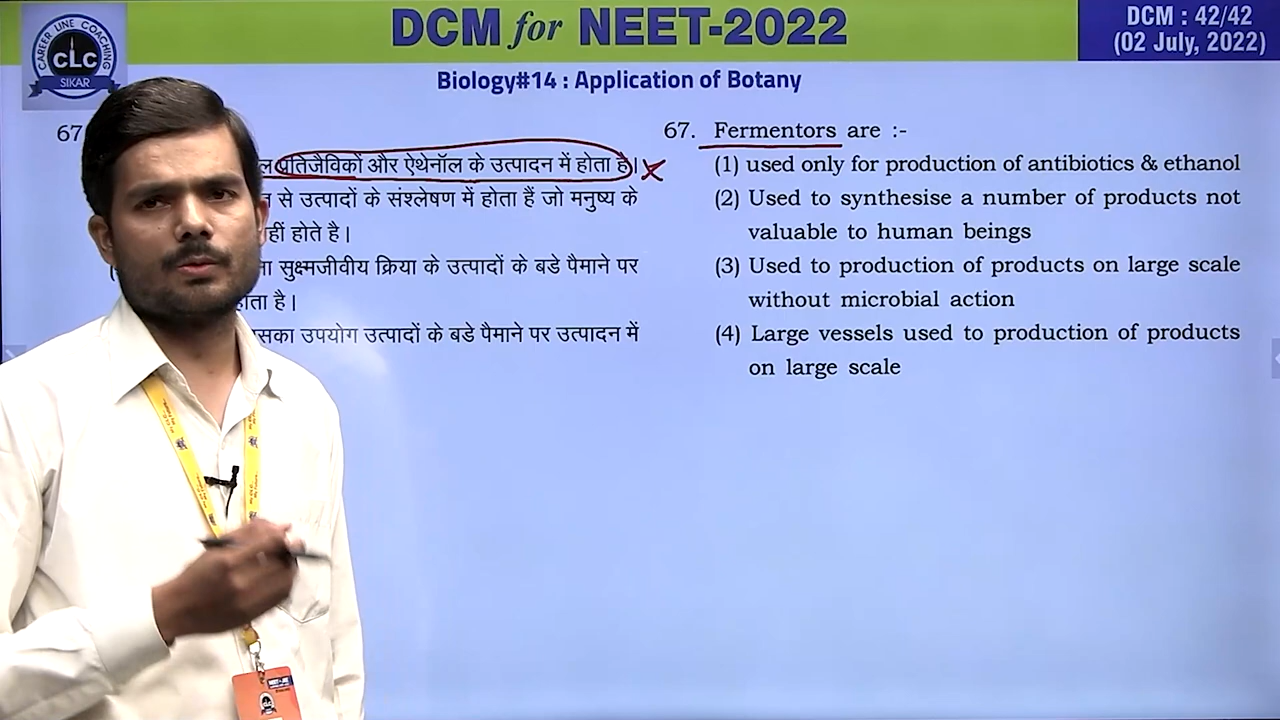 DCM for NEET-2022
DCM : 42/42
(02 July, 2022)
CAREER LINE COACHING
CLC
SIKAR
Biology#14 : Application of Botany
67
प्रतिजैविकों और ऐथेनॉल के उत्पादन में होता है।
से उत्पादों के संश्लेषण में होता हैं जो मनुष्य के
होते है।
सुक्ष्मजीवीय क्रिया के उत्पादों के बडे पैमाने पर
होता है।
उपयोग उत्पादों के बडे पैमाने पर उत्पादन में
67. Fermentors are :-
(1) used only for production of antibiotics & ethanol
(2) Used to synthesise a number of products not
valuable to human beings
(3) Used to production of products on large scale
without microbial action
(4) Large vessels used to production of products
on large scale